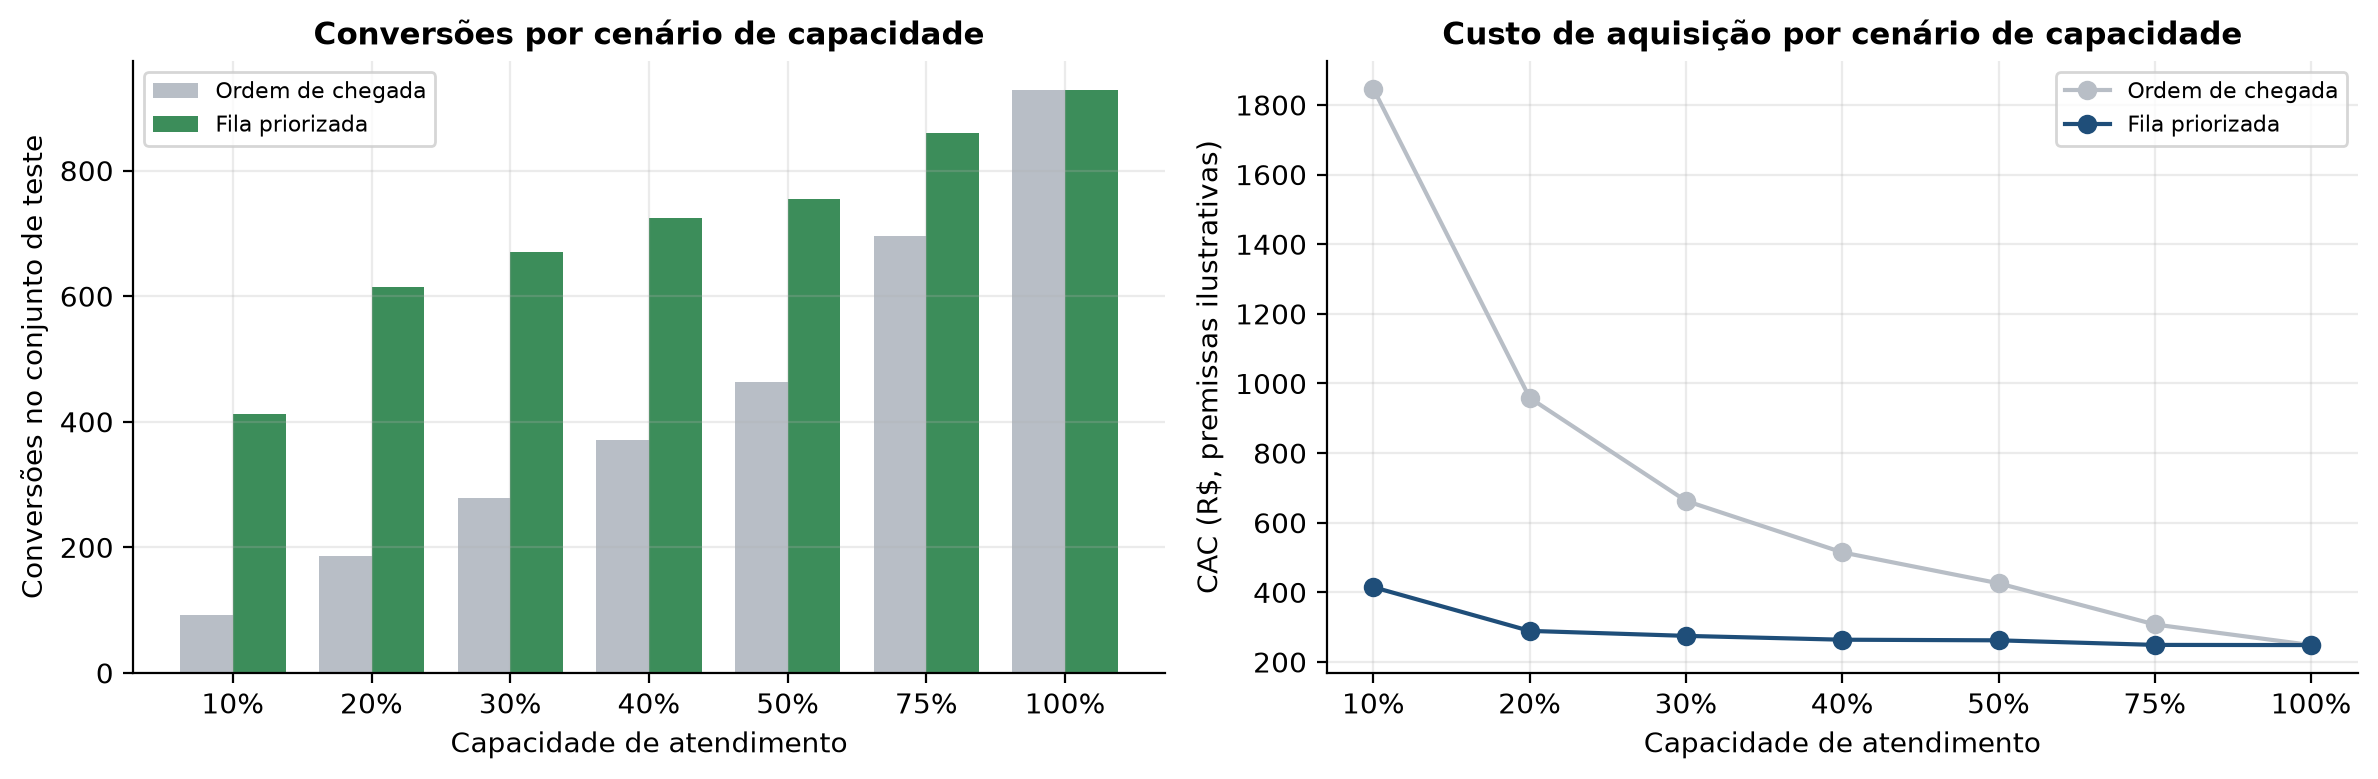 Conversões por cenário de capacidade
Ordem de chegada
Fila priorizada
Conversões no conjunto de teste
800
600
400
200
0
10% 20% 30% 40% 50% 75% 100%
Capacidade de atendimento
Custo de aquisição por cenário de capacidade
Ordem de chegada
Fila priorizada
CAC (R$, premissas ilustrativas)
1800
1600
1400
1200
1000
800
600
400
200
10% 20% 30% 40% 50% 75% 100%
Capacidade de atendimento